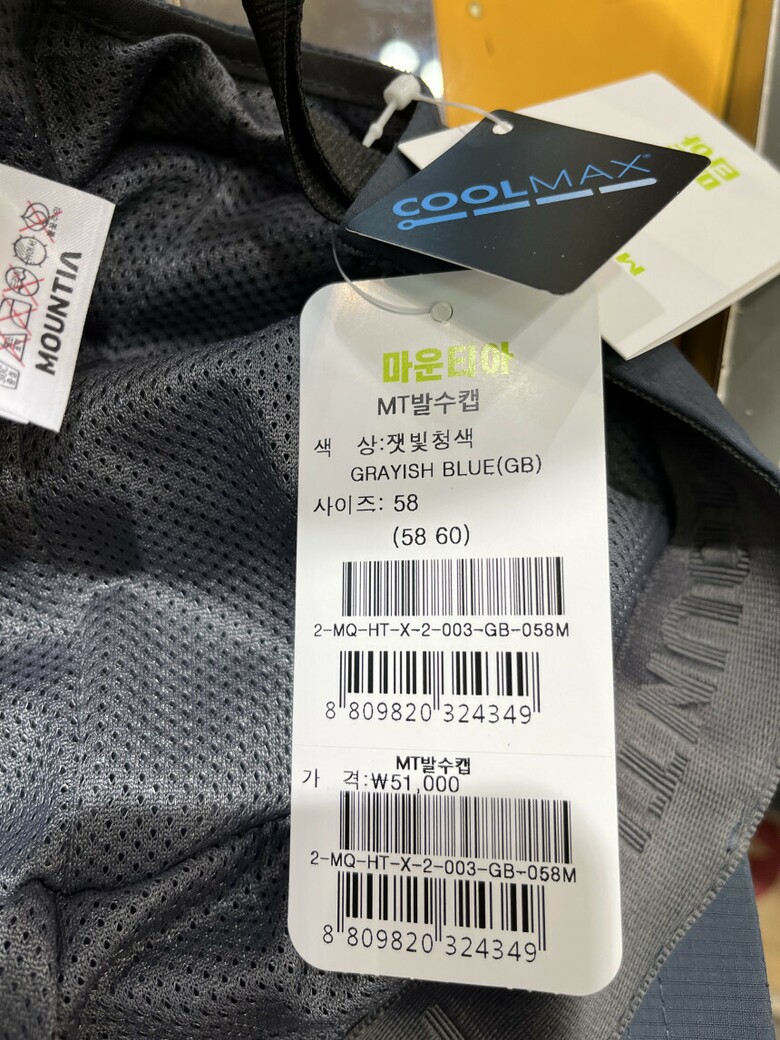 COOLMAX
MOUNTIA
마운티아
MT발수캡
색 상:잿빛청색
GRAYISH BLUE(GB)
사이즈: 58
(58 60)
2-MQ-HT-X-2-003-GB-058M
8 809820 324349
MT발수캡
가 격:₩51,000
2-MQ-HT-X-2-003-GB-058M
8 809820 324349